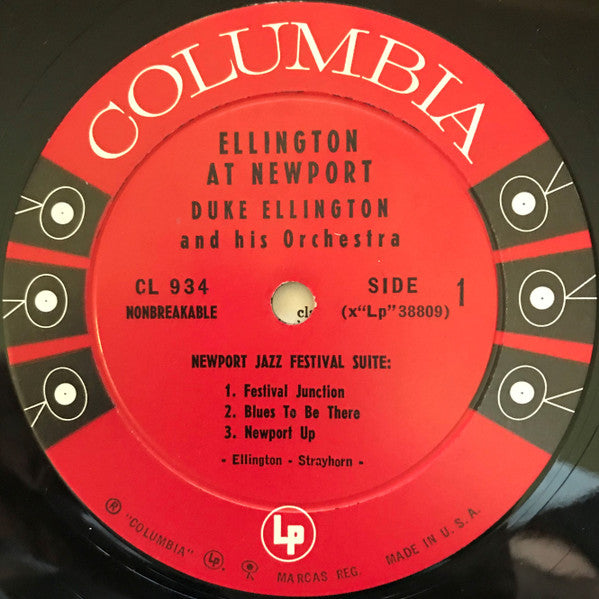 COLUMBIA
ELLINGTON
AT NEWPORT
DUKE ELLINGTON
and his Orchestra
CL 934
NONBREAKABLE
SIDE 1
(x"Lp"38809)
cl
NEWPORT JAZZ FESTIVAL SUITE:
1. Festival Junction
2. Blues To Be There
3. Newport Up
- Ellington - Strayhorn -
Lp
® "COLUMBIA" Lp. MARCAS REG. MADE IN U.S.A.